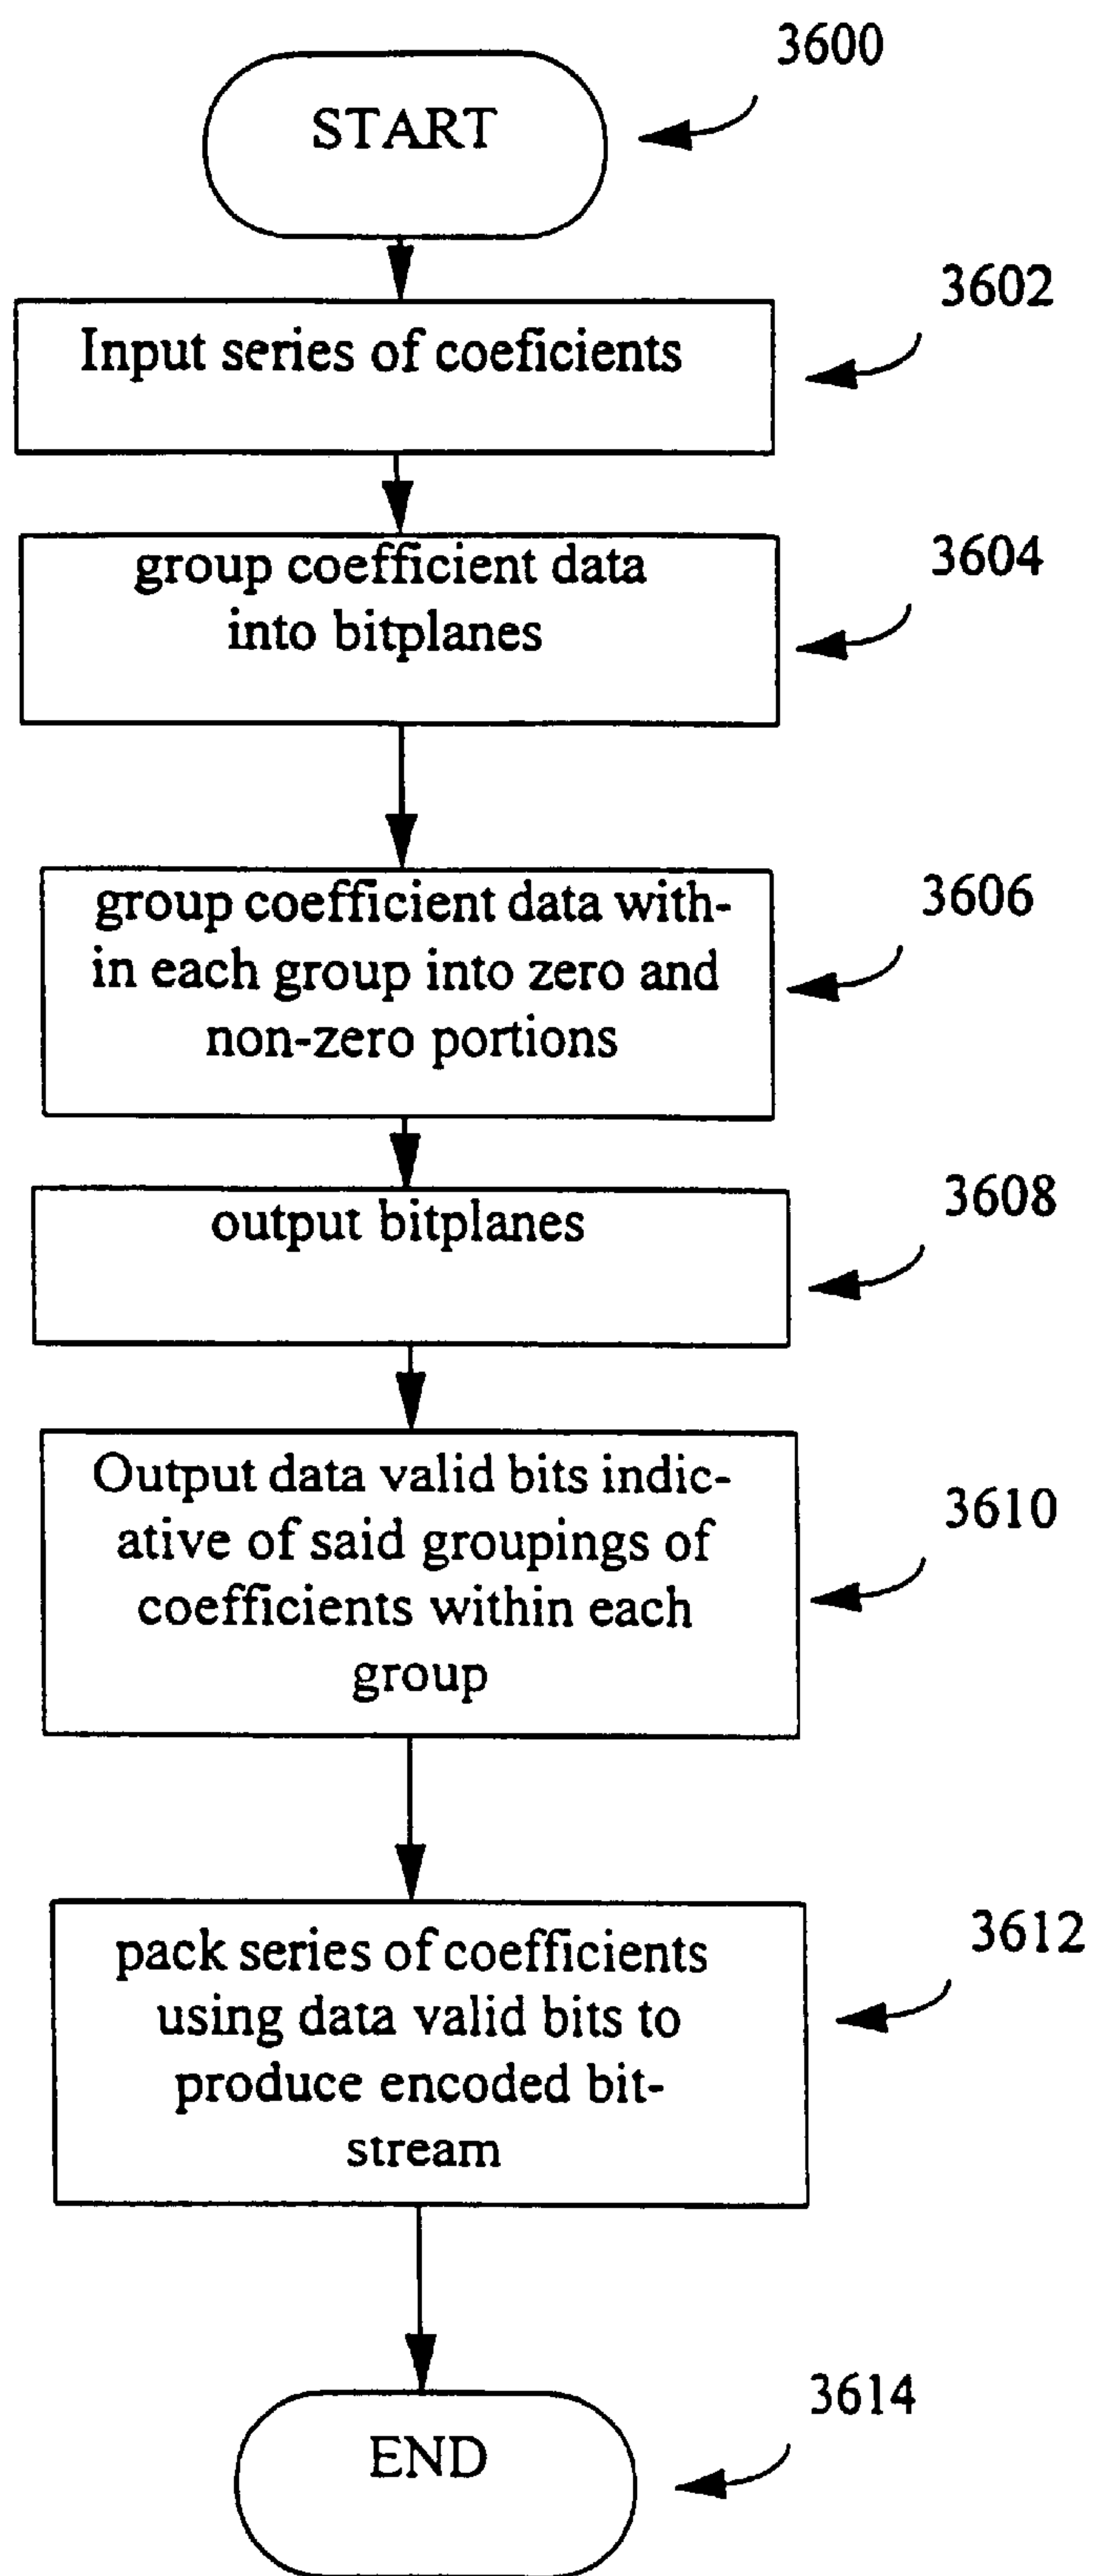 3600
START
3602
Input series of coeficients
3604
group coefficient data
into bitplanes
3606
group coefficient data with-
in each group into zero and
non-zero portions
3608
output bitplanes
3610
Output data valid bits indic-
ative of said groupings of
coefficients within each
group
3612
pack series of coefficients
using data valid bits to
produce encoded bit-
stream
3614
END